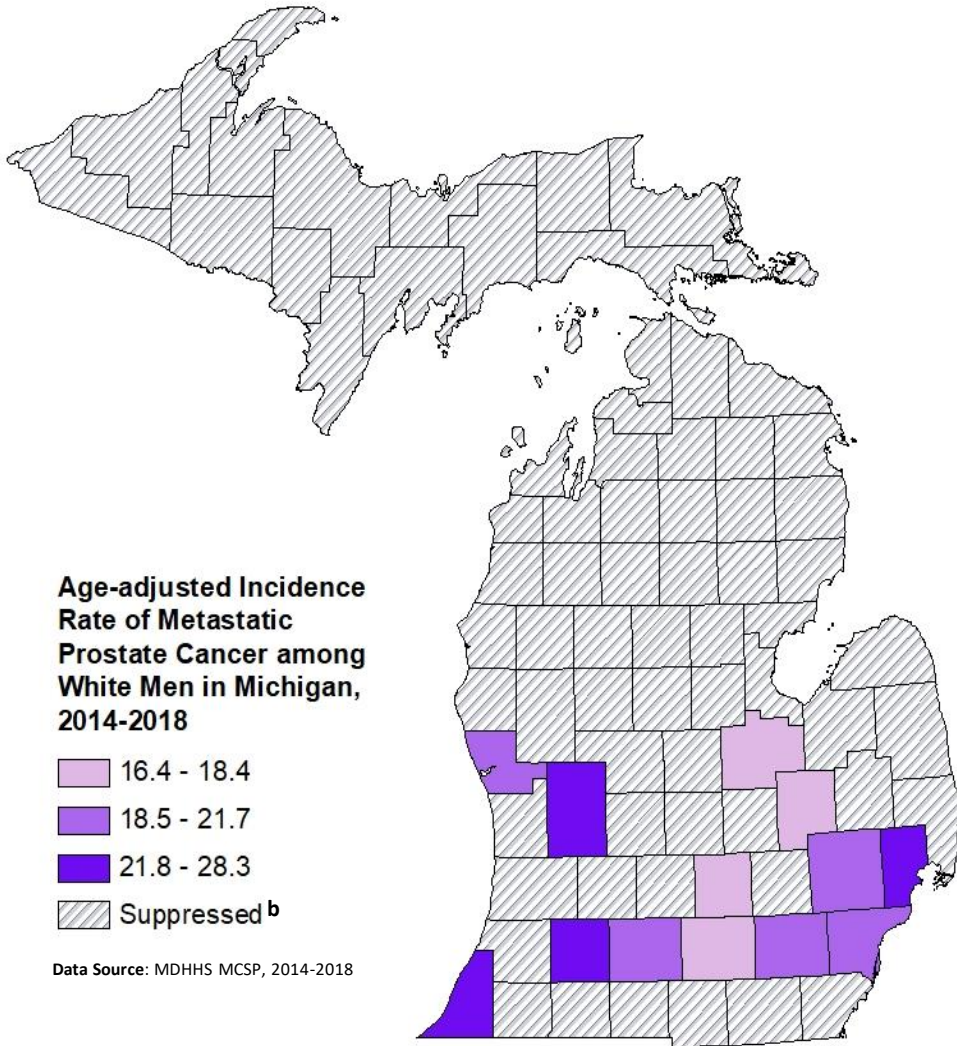 Age-adjusted Incidence
Rate of Metastatic
Prostate Cancer among
White Men in Michigan,
2014-2018
16.4 - 18.4
18.5 - 21.7
21.8 - 28.3
Suppressed b
Data Source: MDHHS MCSP, 2014-2018